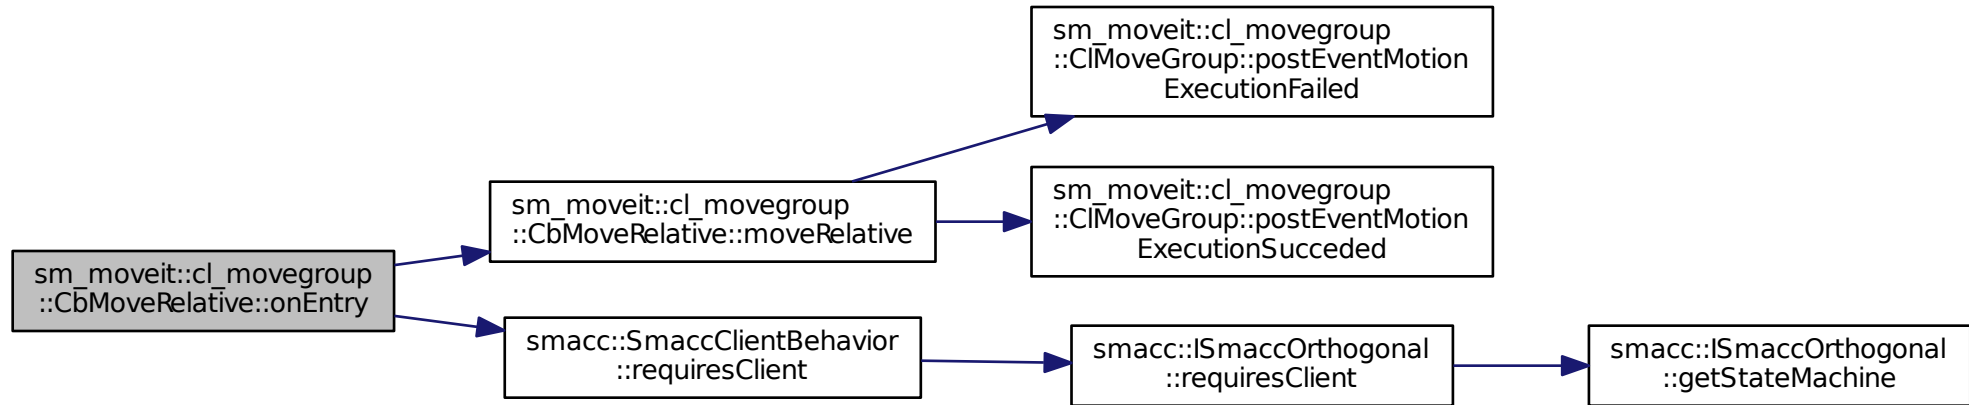 sm_moveit::cl_movegroup
::CbMoveRelative::onEntry
sm_moveit::cl_movegroup
::CbMoveRelative::moveRelative
sm_moveit::cl_movegroup
::ClMoveGroup::postEventMotion
ExecutionFailed
sm_moveit::cl_movegroup
::ClMoveGroup::postEventMotion
ExecutionSucceded
smacc::SmaccClientBehavior
::requiresClient
smacc::ISmaccOrthogonal
::requiresClient
smacc::ISmaccOrthogonal
::getStateMachine